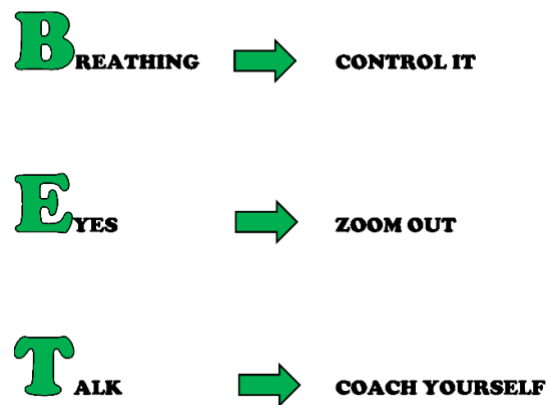 BREATHING CONTROL IT
EYES ZOOM OUT
TALK COACH YOURSELF